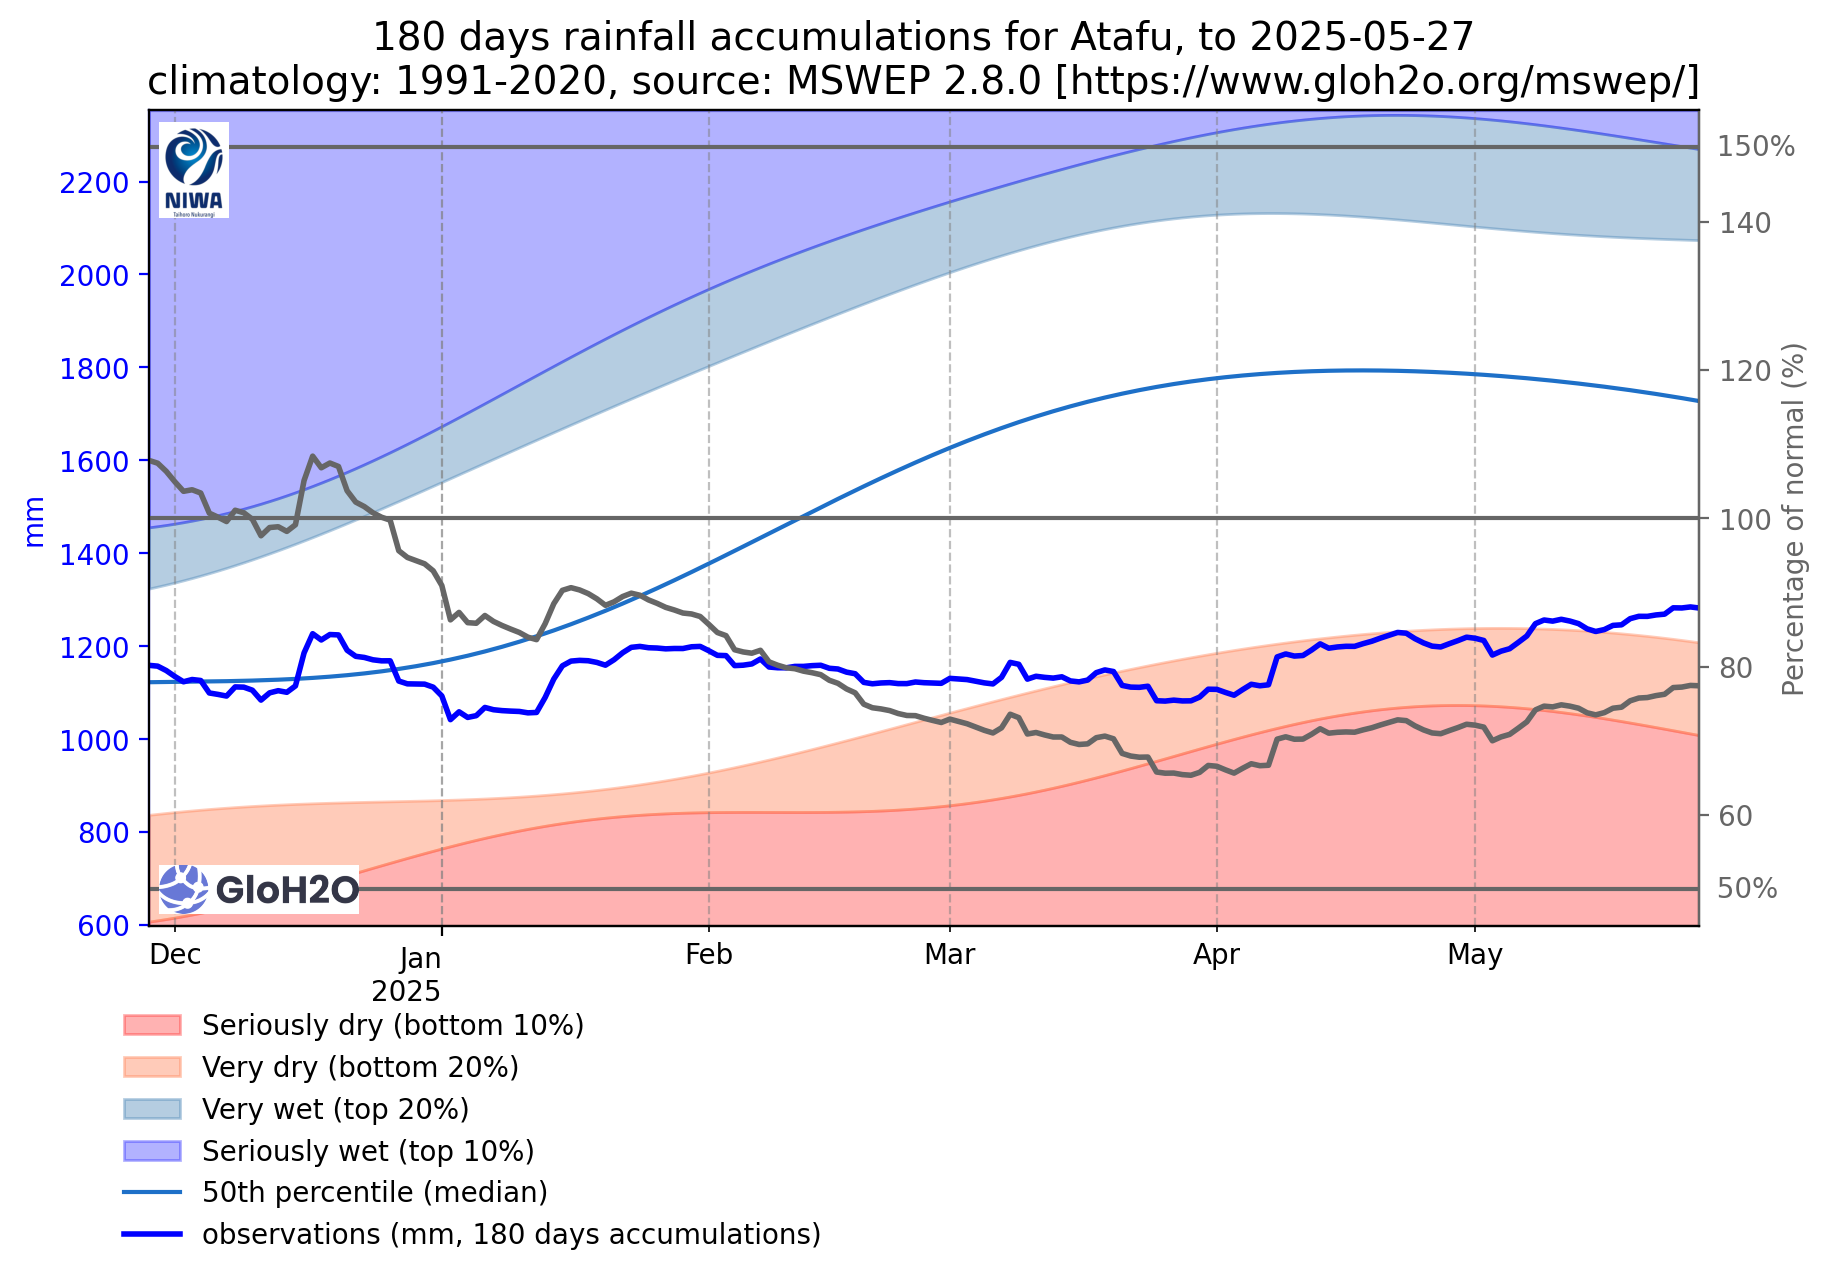 180 days rainfall accumulations for Atafu, to 2025-05-27
climatology: 1991-2020, source: MSWEP 2.8.0 [https://www.gloh2o.org/mswep/]
NIWA
Taihoro Nukurangi
2200
2000
1800
1600
1400
1200
1000
800
600
mm
150%
140
120
100
80
60
50%
Percentage of normal (%)
GloH2O
Dec
Jan
2025
Feb
Mar
Apr
May
Seriously dry (bottom 10%)
Very dry (bottom 20%)
Very wet (top 20%)
Seriously wet (top 10%)
50th percentile (median)
observations (mm, 180 days accumulations)